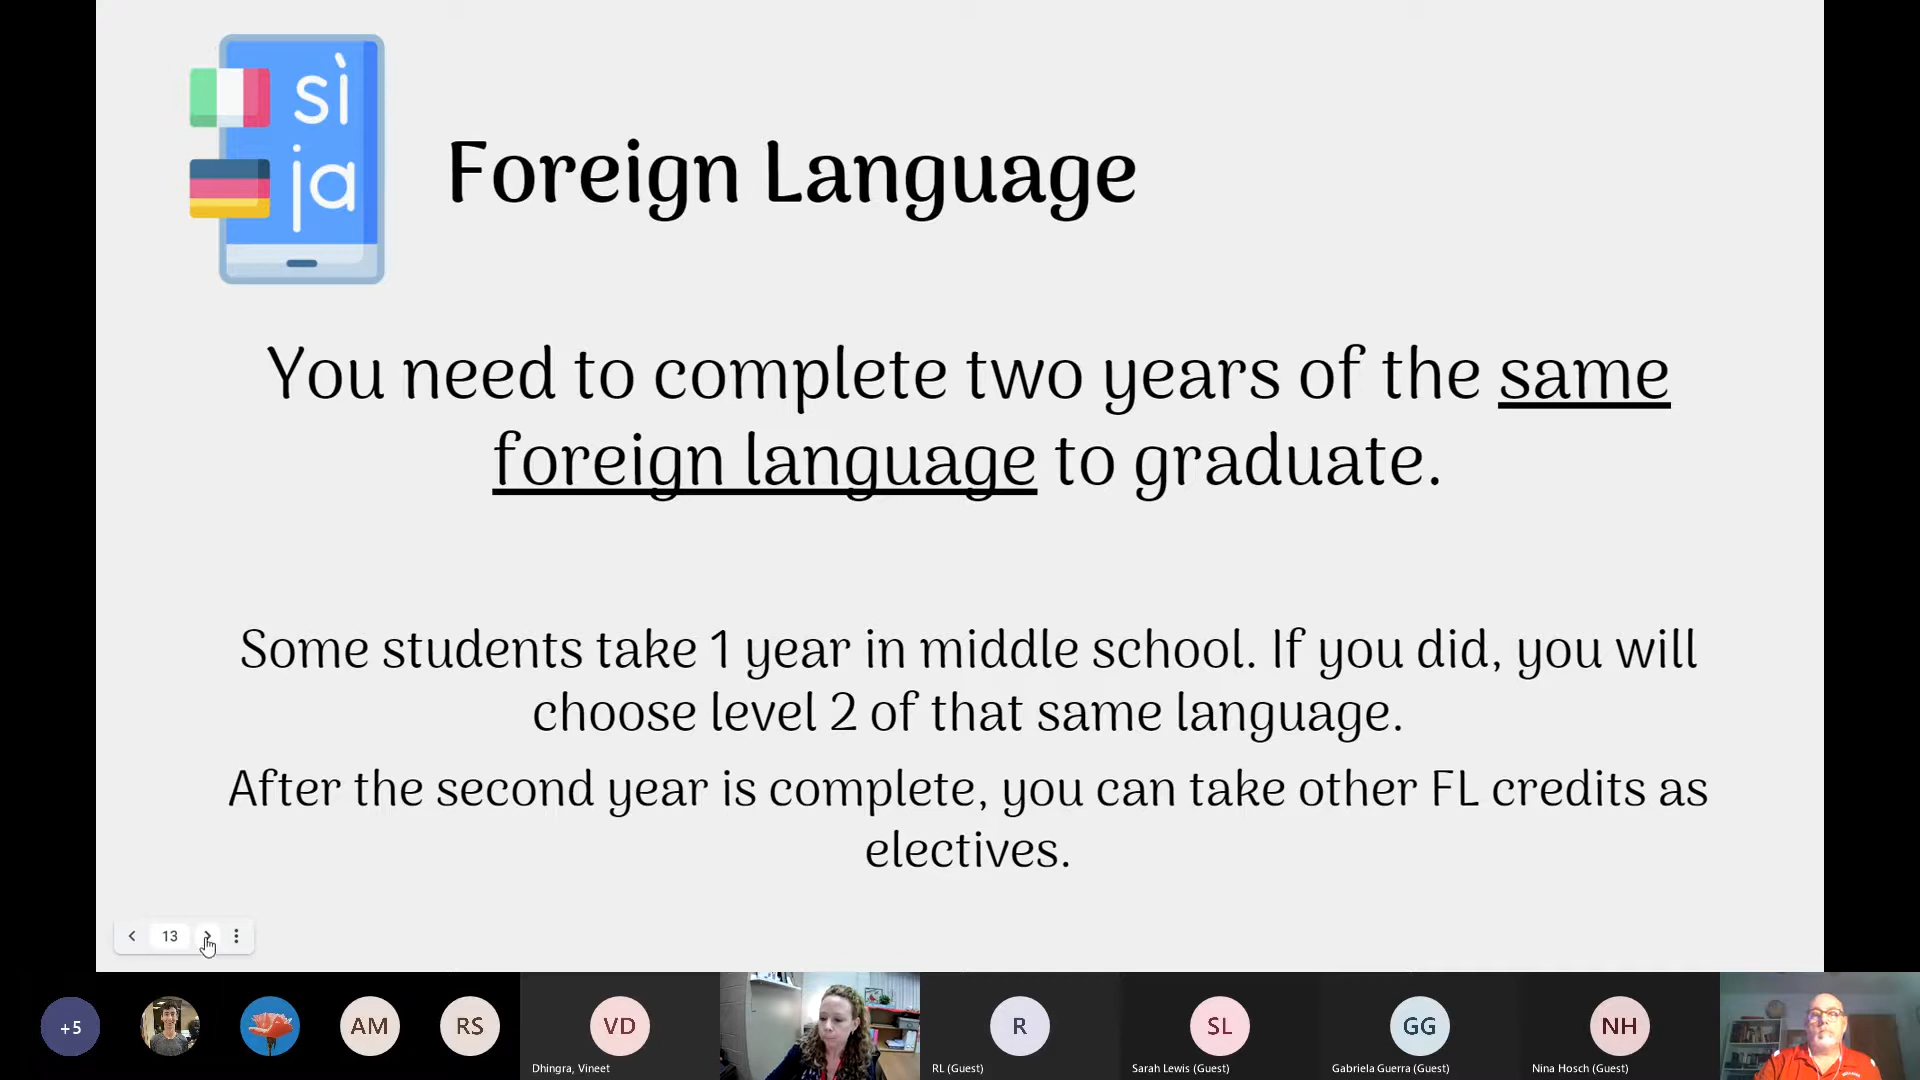 sì
ja
Foreign Language
You need to complete two years of the same
foreign language to graduate.
Some students take 1 year in middle school. If you did, you will
choose level 2 of that same language.
After the second year is complete, you can take other FL credits as
electives.
13
+5
AM
RS
VD
R
SL
GG
NH
Dhingra, Vineet
RL (Guest)
Sarah Lewis (Guest)
Gabriela Guerra (Guest)
Nina Hosch (Guest)